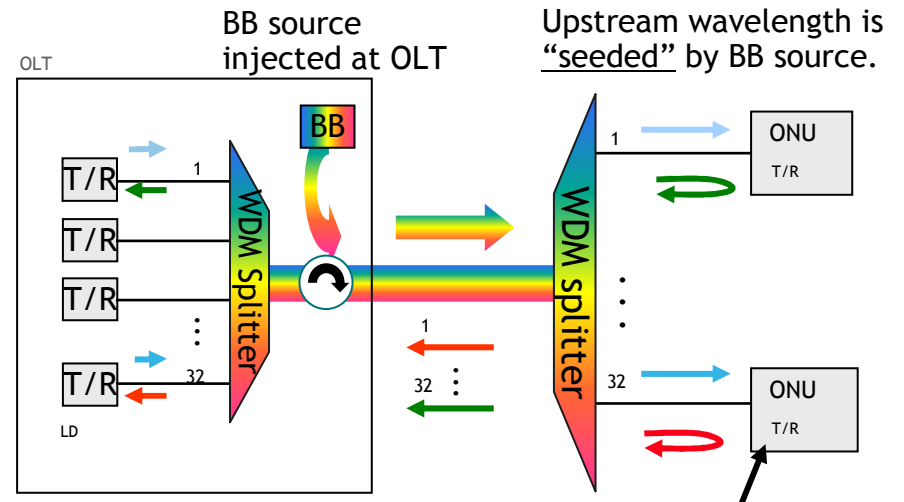 BB source
injected at OLT
Upstream wavelength is
“seeded” by BB source.
OLT
BB
T/R
1
T/R
T/R
T/R
32
LD
WDM Splitter
1
32
WDM splitter
1
ONU
T/R
32
ONU
T/R